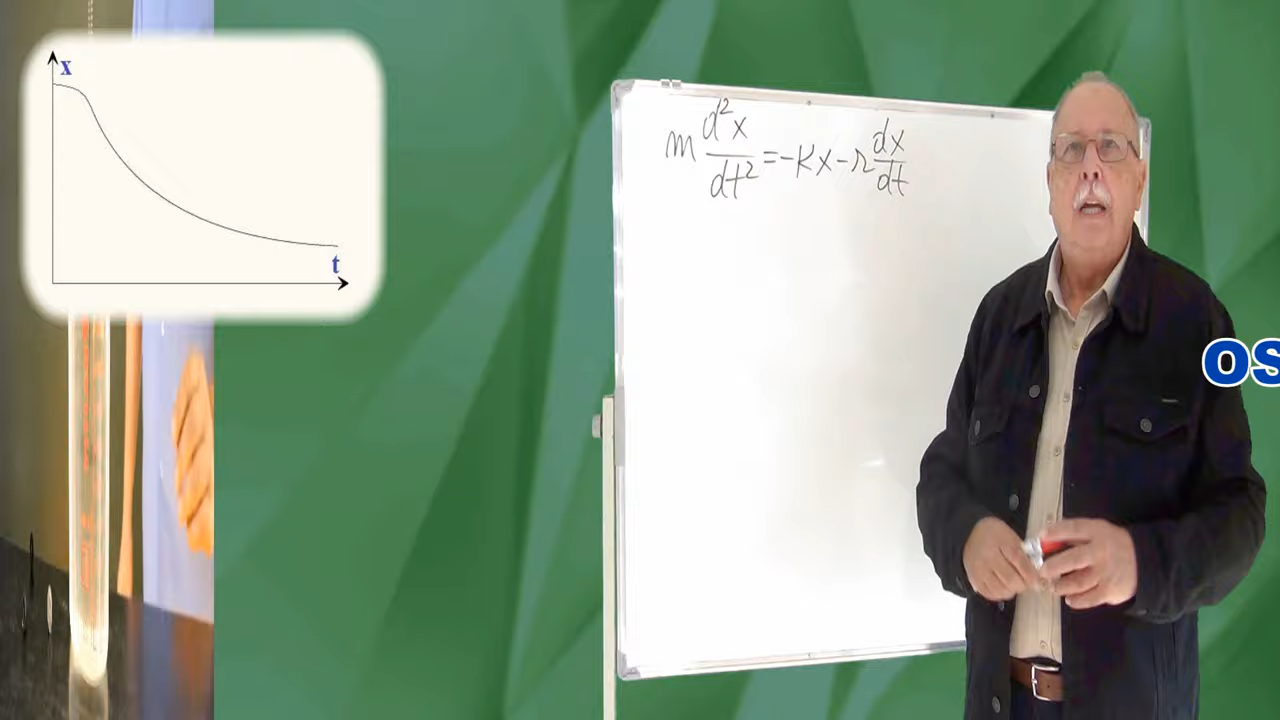 x
t
m d²x/dt² = -kx - r dx/dt
os